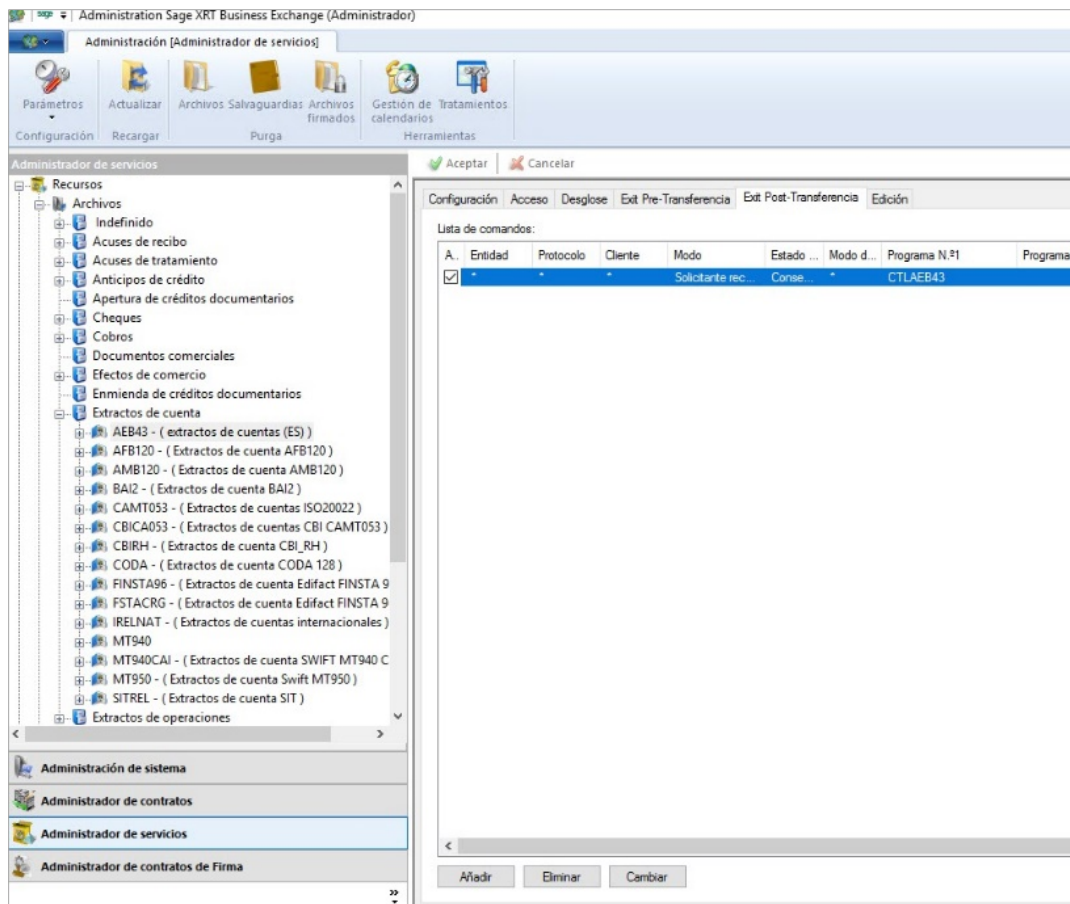 sage Administration Sage XRT Business Exchange (Administrador)
Administración [Administrador de servicios]
Parámetros
Actualizar
Archivos
Salvaguardias
Archivos firmados
Gestión de calendarios
Tratamientos
Configuración
Recargar
Purga
Herramientas
Administrador de servicios
Recursos
Archivos
Indefinido
Acuses de recibo
Acuses de tratamiento
Anticipos de crédito
Apertura de créditos documentarios
Cheques
Cobros
Documentos comerciales
Efectos de comercio
Enmienda de créditos documentarios
Extractos de cuenta
AEB43 - ( extractos de cuentas (ES) )
AFB120 - ( Extractos de cuenta AFB120 )
AMB120 - ( Extractos de cuenta AMB120 )
BAI2 - ( Extractos de cuenta BAI2 )
CAMT053 - ( Extractos de cuentas ISO20022 )
CBICA053 - ( Extractos de cuentas CBI CAMT053 )
CBIRH - ( Extractos de cuenta CBI_RH )
CODA - ( Extractos de cuenta CODA 128 )
FINSTA96 - ( Extractos de cuenta Edifact FINSTA 9
FSTACRG - ( Extractos de cuenta Edifact FINSTA 9
IRELNAT - ( Extractos de cuentas internacionales )
MT940
MT940CAI - ( Extractos de cuenta SWIFT MT940 C
MT950 - ( Extractos de cuenta Swift MT950 )
SITREL - ( Extractos de cuenta SIT )
Extractos de operaciones
Administración de sistema
Administrador de contratos
Administrador de servicios
Administrador de contratos de Firma
Aceptar Cancelar
Configuración Acceso Desglose Exit Pre-Transferencia Exit Post-Transferencia Edición
Lista de comandos:
A.. Entidad Protocolo Cliente Modo Estado ... Modo d... Programa N.º1 Programa
* * * Solicitante rec... Conse... * CTLAEB43
Añadir Eliminar Cambiar